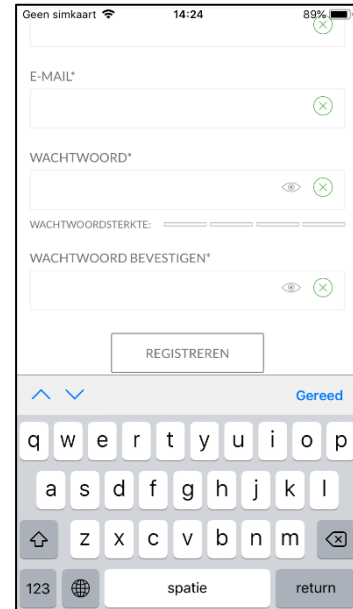 Geen simkaart 14:24 89%
E-MAIL*
WACHTWOORD*
WACHTWOORDSTERKTE:
WACHTWOORD BEVESTIGEN*
REGISTREREN
Gereed
q w e r t y u i o p
a s d f g h j k l
z x c v b n m
123 spatie return